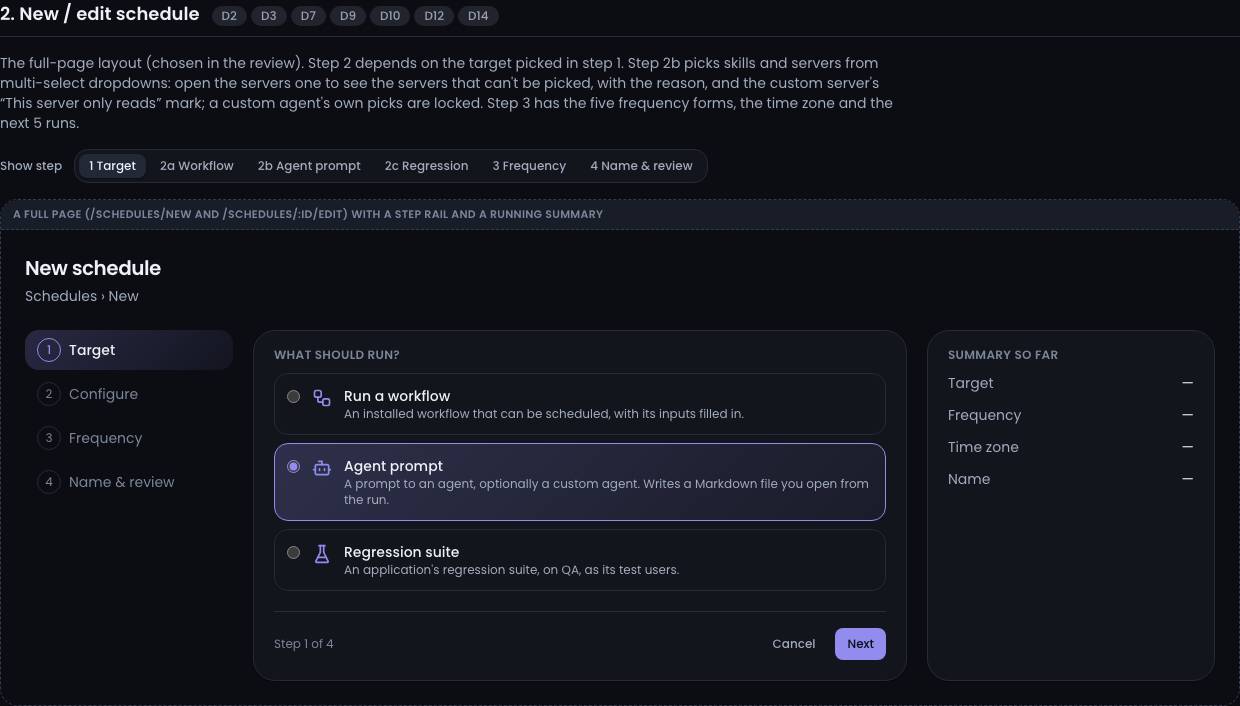 2. New / edit schedule D2 D3 D7 D9 D10 D12 D14
The full-page layout (chosen in the review). Step 2 depends on the target picked in step 1. Step 2b picks skills and servers from
multi-select dropdowns: open the servers one to see the servers that can't be picked, with the reason, and the custom server's
“This server only reads” mark; a custom agent's own picks are locked. Step 3 has the five frequency forms, the time zone and the
next 5 runs.
Show step 1 Target 2a Workflow 2b Agent prompt 2c Regression 3 Frequency 4 Name & review
A FULL PAGE (/SCHEDULES/NEW AND /SCHEDULES/:ID/EDIT) WITH A STEP RAIL AND A RUNNING SUMMARY
New schedule
Schedules › New
1 Target
2 Configure
3 Frequency
4 Name & review
WHAT SHOULD RUN?
Run a workflow
An installed workflow that can be scheduled, with its inputs filled in.
Agent prompt
A prompt to an agent, optionally a custom agent. Writes a Markdown file you open from
the run.
Regression suite
An application's regression suite, on QA, as its test users.
Step 1 of 4 Cancel Next
SUMMARY SO FAR
Target —
Frequency —
Time zone —
Name —